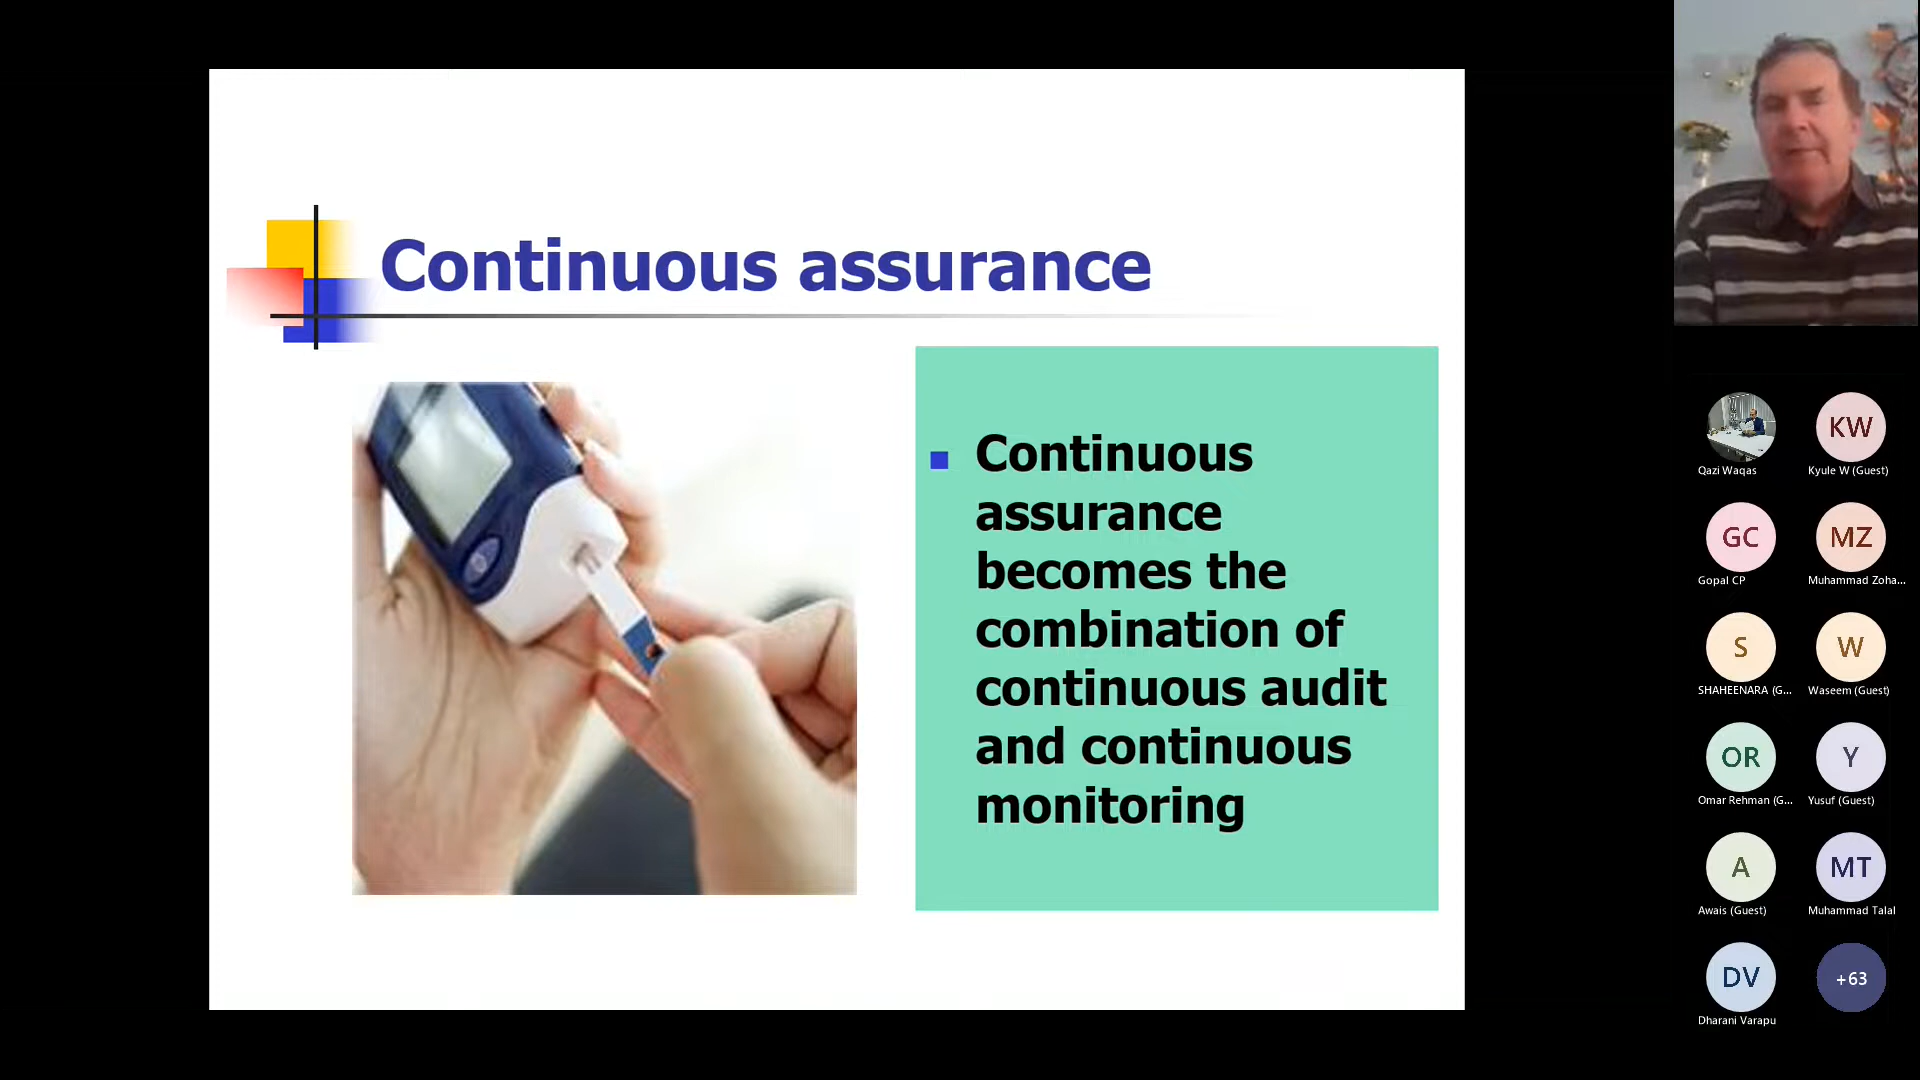 Continuous assurance
Continuous
assurance
becomes the
combination of
continuous audit
and continuous
monitoring
Qazi Waqas
KW
Kyule W (Guest)
GC
Gopal CP
MZ
Muhammad Zoha...
S
SHAHEENARA (G...
W
Waseem (Guest)
OR
Omar Rehman (G...
Y
Yusuf (Guest)
A
Awais (Guest)
MT
Muhammad Talal
DV
Dharani Varapu
+63